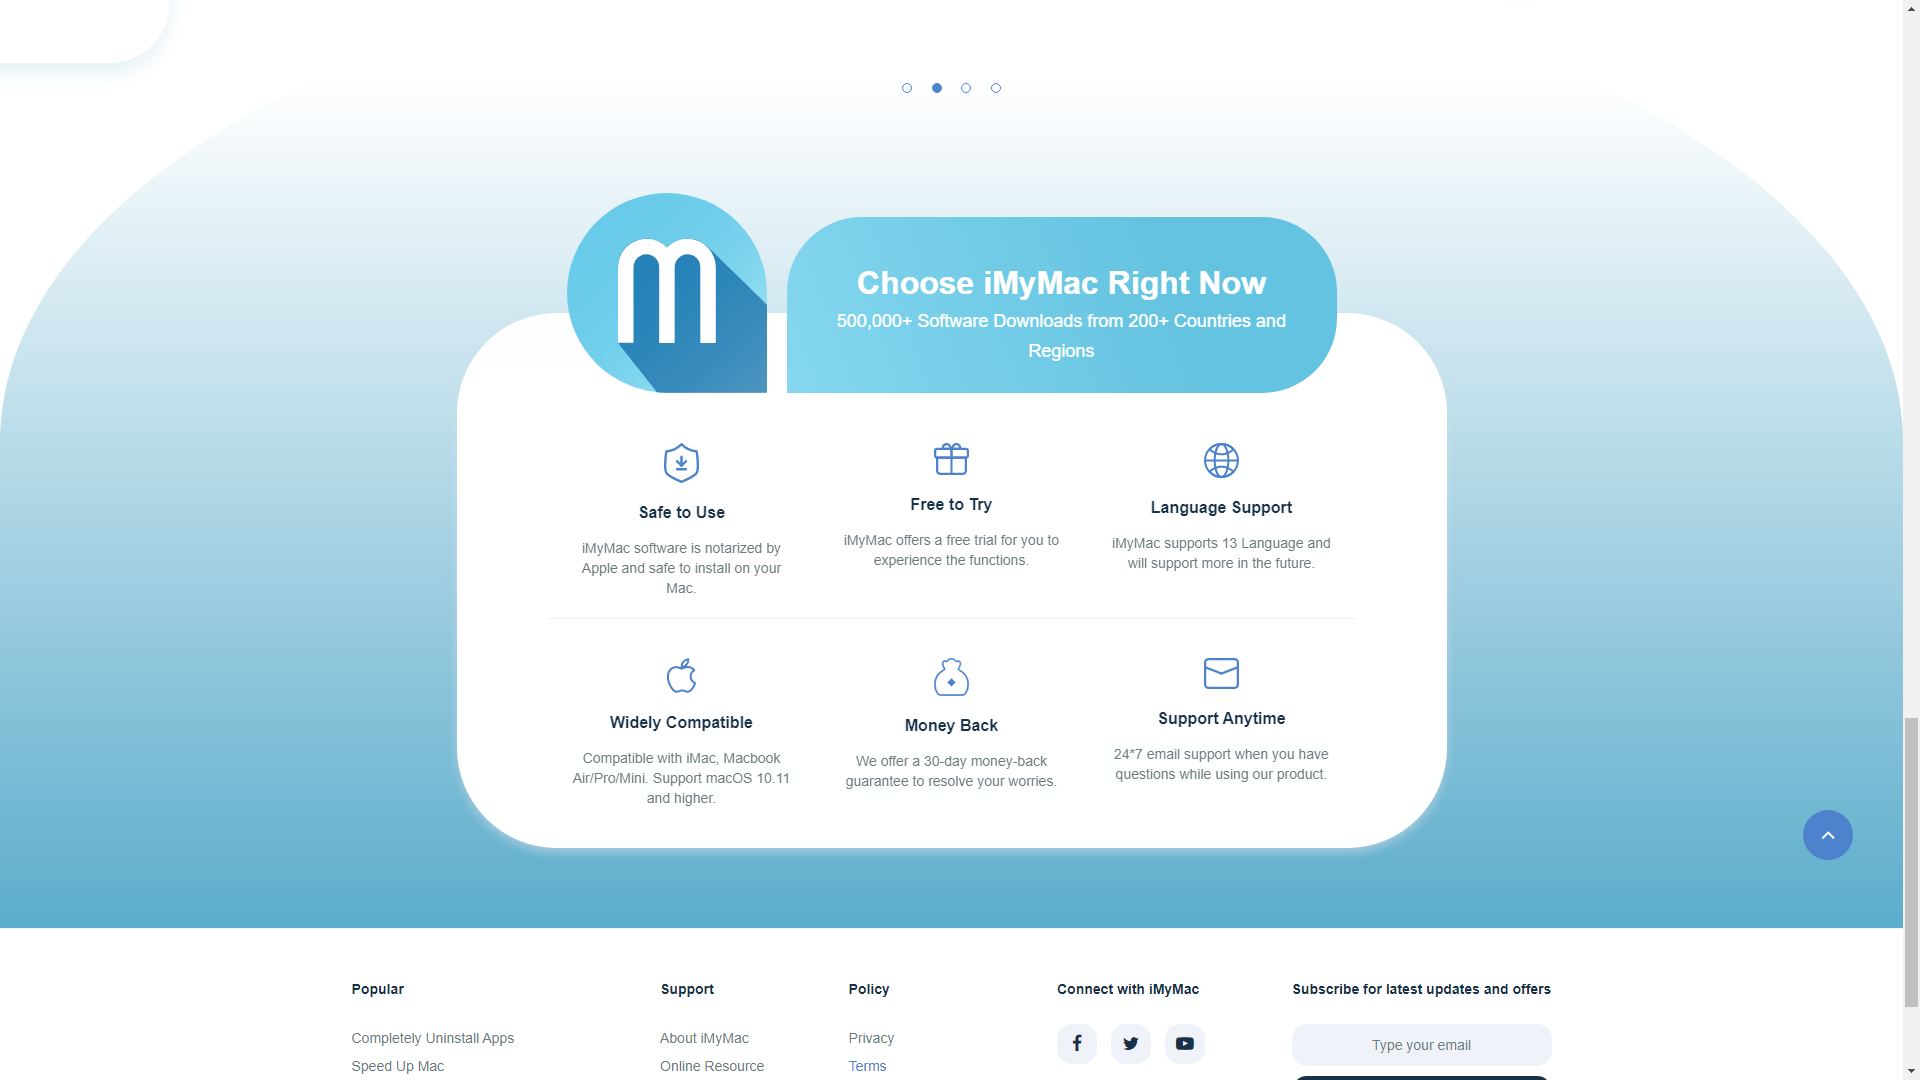 Choose iMyMac Right Now
500,000+ Software Downloads from 200+ Countries and
Regions
Safe to Use
iMyMac software is notarized by
Apple and safe to install on your
Mac.
Free to Try
iMyMac offers a free trial for you to
experience the functions.
Language Support
iMyMac supports 13 Language and
will support more in the future.
Widely Compatible
Compatible with iMac, Macbook
Air/Pro/Mini. Support macOS 10.11
and higher.
Money Back
We offer a 30-day money-back
guarantee to resolve your worries.
Support Anytime
24*7 email support when you have
questions while using our product.
Popular
Completely Uninstall Apps
Speed Up Mac
Support
About iMyMac
Online Resource
Policy
Privacy
Terms
Connect with iMyMac
Subscribe for latest updates and offers
Type your email